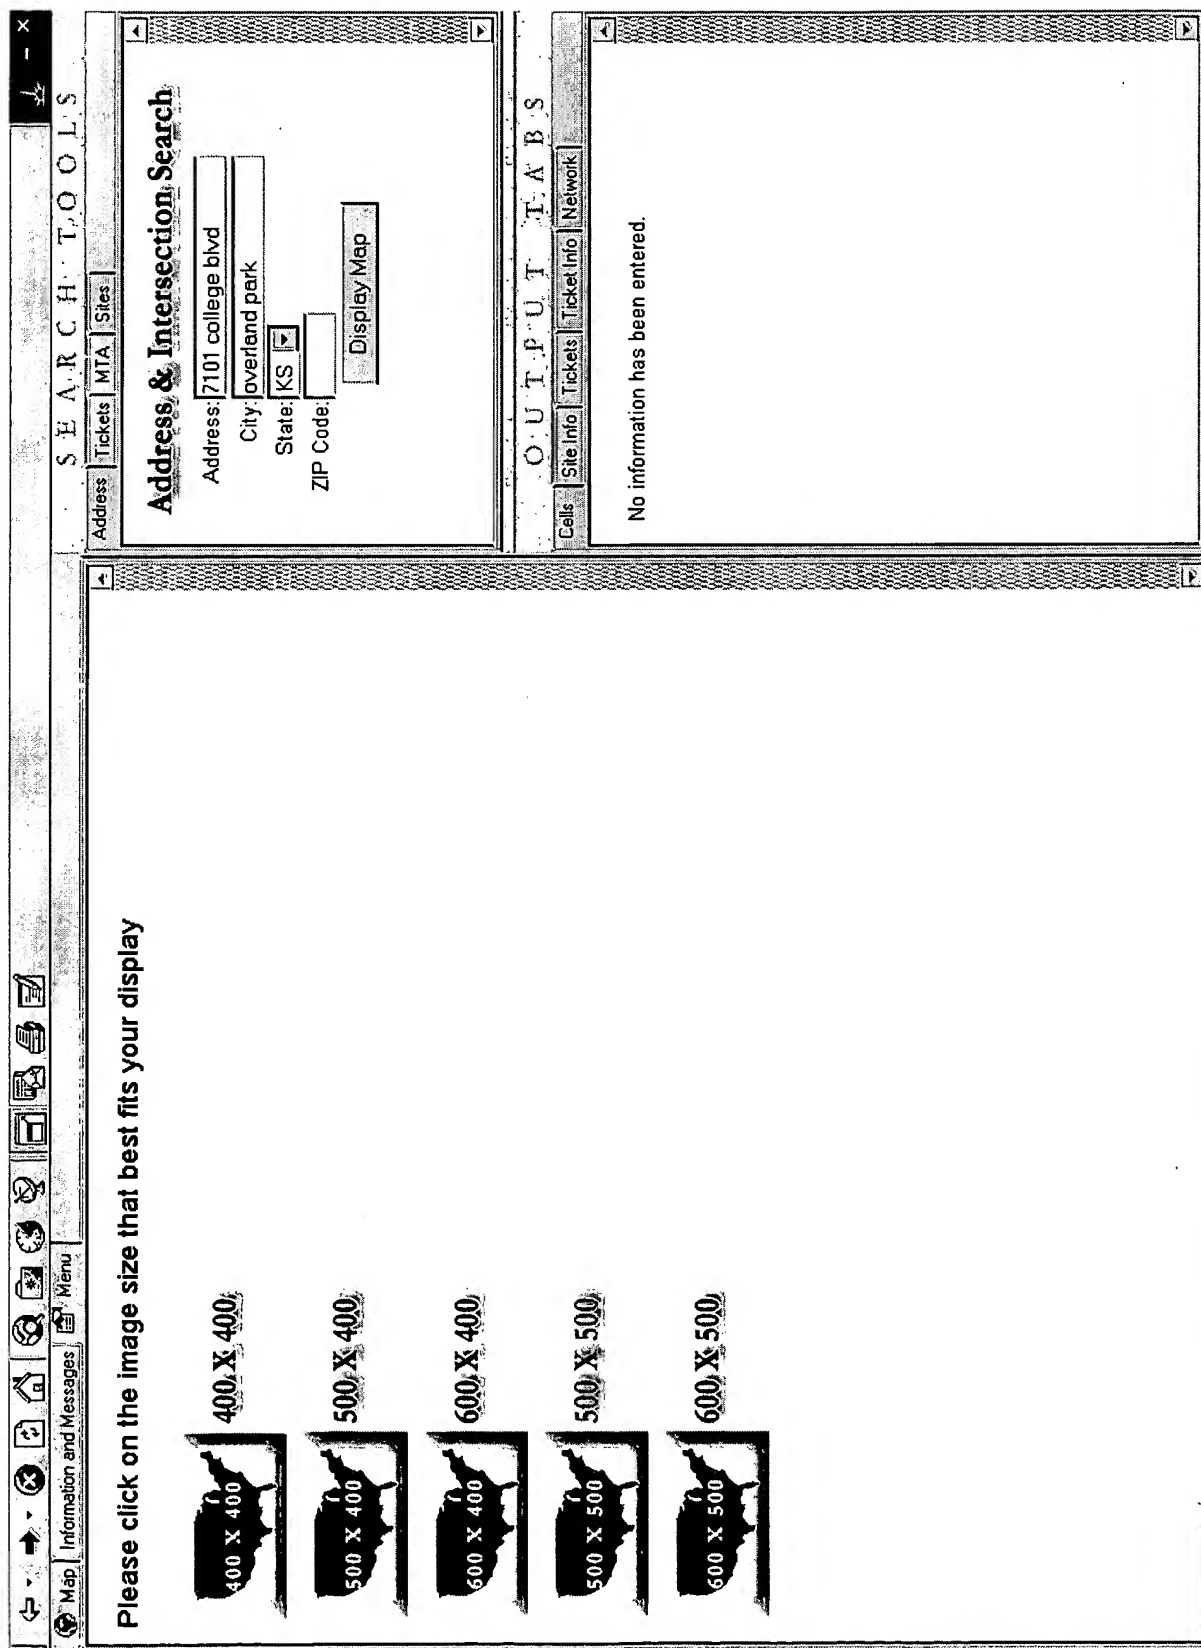 SEARCH TOOLS
Map Information and Messages Menu
Address Tickets MTA Sites
Please click on the image size that best fits your display
400 X 400 400 X 400
500 X 400 500 X 400
600 X 400 600 X 400
500 X 500 500 X 500
600 X 500 600 X 500
Address & Intersection Search
Address: 7101 college blvd
City: overland park
State: KS
ZIP Code:
Display Map
OUTPUT TABS
Cells Site Info Tickets Ticket Info Network
No information has been entered.